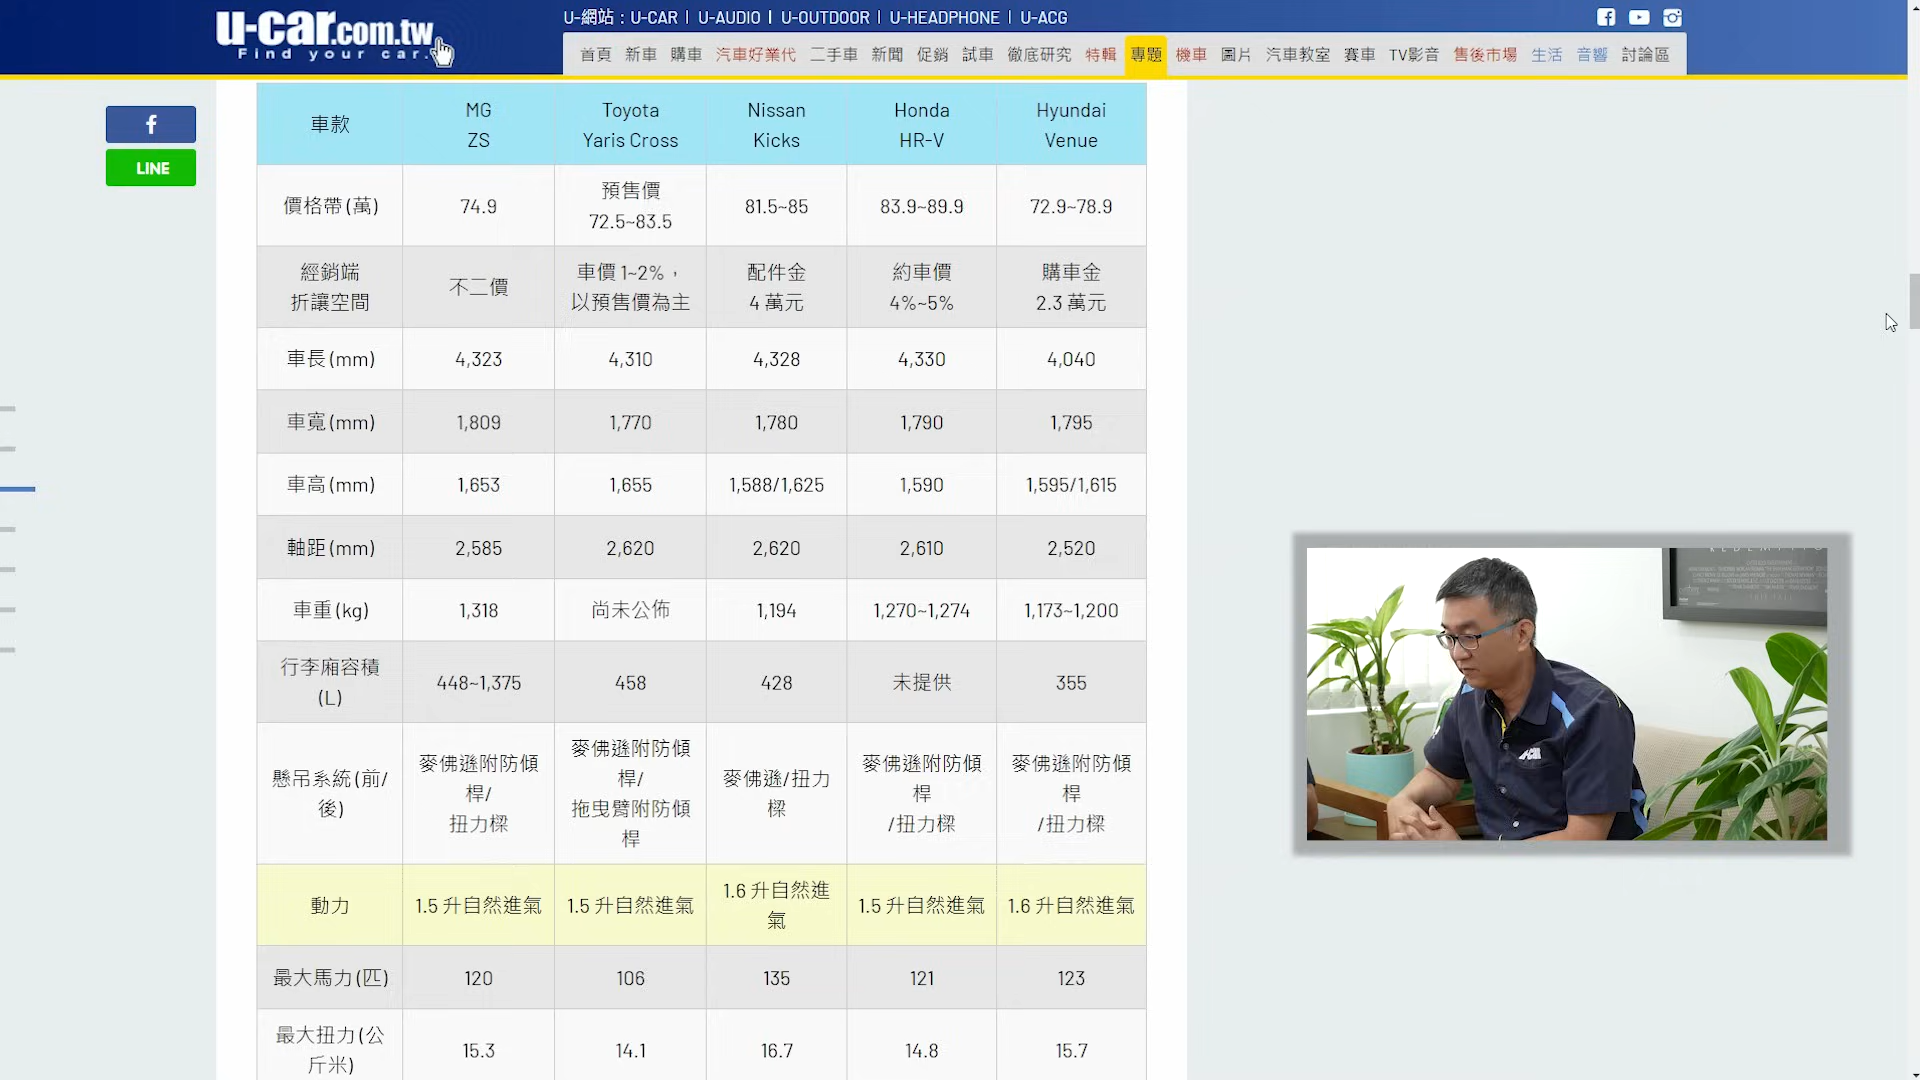 u-car.com.tw
Find your car.
U-網站：U-CAR | U-AUDIO | U-OUTDOOR | U-HEADPHONE | U-ACG
首頁 新車 購車 汽車好業代 二手車 新聞 促銷 試車 徹底研究 特輯 專題 機車 圖片 汽車教室 賽車 TV影音 售後市場 生活 音響 討論區
f
LINE
車款
MG
ZS
Toyota
Yaris Cross
Nissan
Kicks
Honda
HR-V
Hyundai
Venue
價格帶(萬)
74.9
預售價
72.5~83.5
81.5~85
83.9~89.9
72.9~78.9
經銷端
折讓空間
不二價
車價 1~2%，
以預售價為主
配件金
4 萬元
約車價
4%~5%
購車金
2.3 萬元
車長(mm)
4,323
4,310
4,328
4,330
4,040
車寬(mm)
1,809
1,770
1,780
1,790
1,795
車高(mm)
1,653
1,655
1,588/1,625
1,590
1,595/1,615
軸距(mm)
2,585
2,620
2,620
2,610
2,520
車重(kg)
1,318
尚未公佈
1,194
1,270~1,274
1,173~1,200
行李廂容積
(L)
448~1,375
458
428
未提供
355
懸吊系統(前/
後)
麥佛遜附防傾
桿/
扭力樑
麥佛遜附防傾
桿/
拖曳臂附防傾
桿
麥佛遜/扭力
樑
麥佛遜附防傾
桿
/扭力樑
麥佛遜附防傾
桿
/扭力樑
動力
1.5 升自然進氣
1.5 升自然進氣
1.6 升自然進
氣
1.5 升自然進氣
1.6 升自然進氣
最大馬力(匹)
120
106
135
121
123
最大扭力(公
斤米)
15.3
14.1
16.7
14.8
15.7
U-CAR